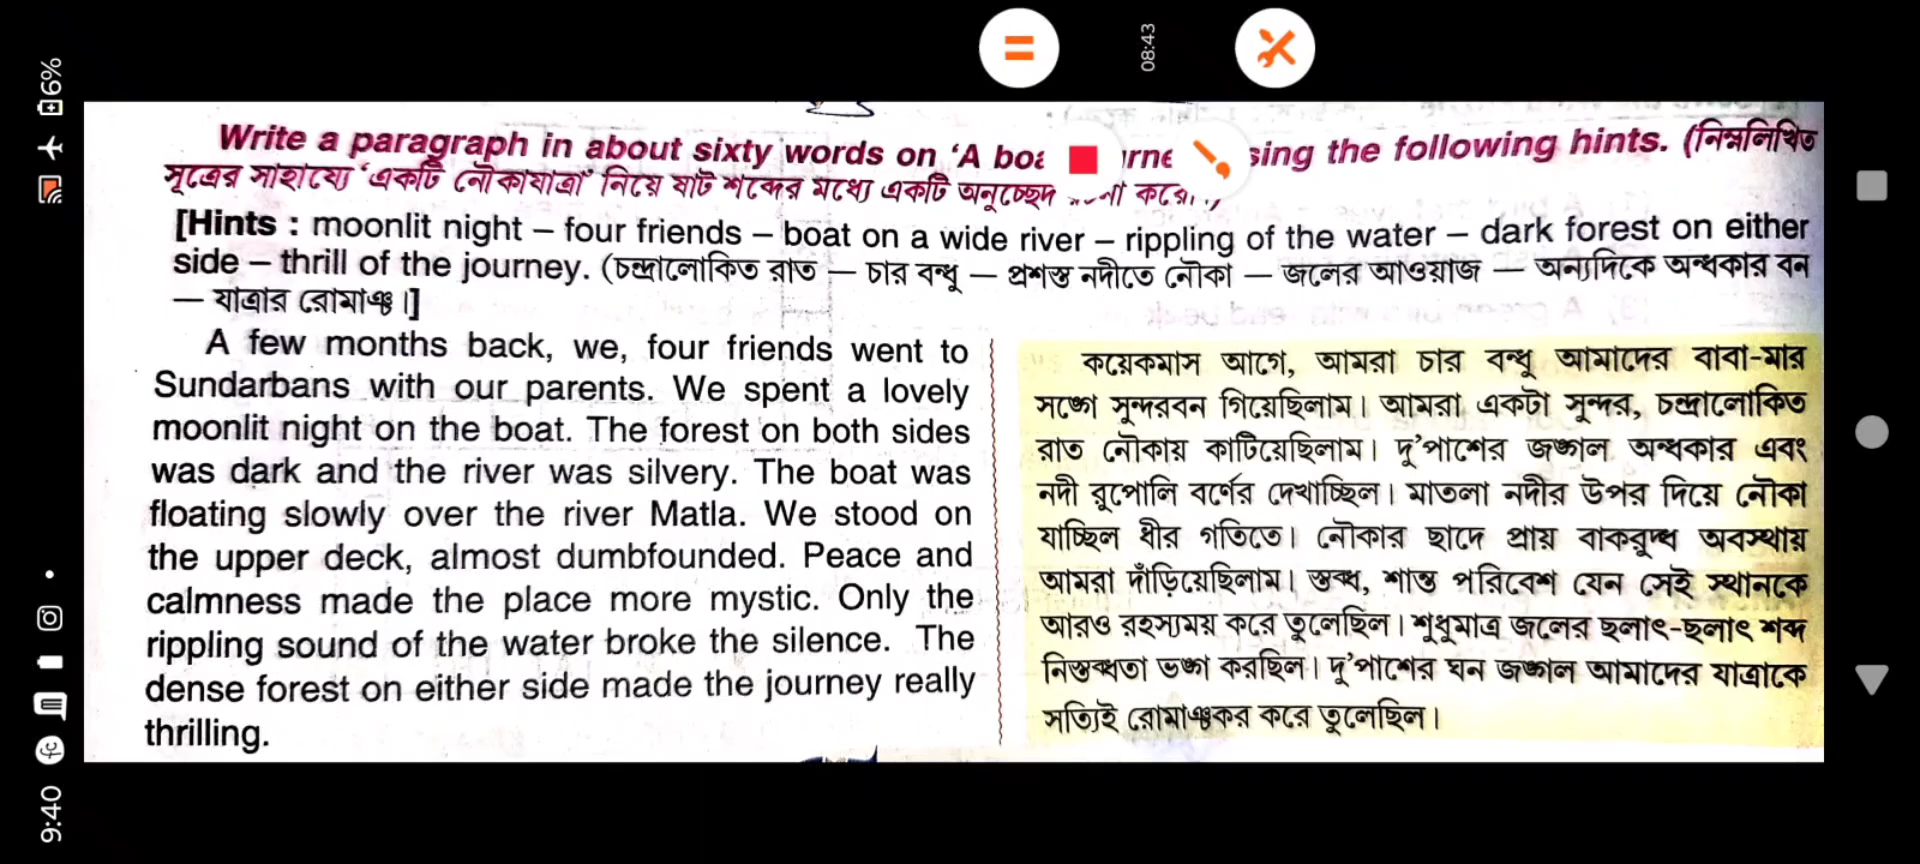 08:43
6%
9:40
Write a paragraph in about sixty words on 'A boa rne sing the following hints. (নিম্নলিখিত
সূত্রের সাহায্যে 'একটি নৌকাযাত্রা' নিয়ে ষাট শব্দের মধ্যে একটি অনুচ্ছেদ
[Hints : moonlit night – four friends – boat on a wide river – rippling of the water – dark forest on either
side – thrill of the journey. (চন্দ্রালোকিত রাত — চার বন্ধু — প্রশস্ত নদীতে নৌকা — জলের আওয়াজ — অন্যদিকে অন্ধকার বন
— যাত্রার রোমাঞ্চ।]
A few months back, we, four friends went to
Sundarbans with our parents. We spent a lovely
moonlit night on the boat. The forest on both sides
was dark and the river was silvery. The boat was
floating slowly over the river Matla. We stood on
the upper deck, almost dumbfounded. Peace and
calmness made the place more mystic. Only the
rippling sound of the water broke the silence. The
dense forest on either side made the journey really
thrilling.
কয়েকমাস আগে, আমরা চার বন্ধু আমাদের বাবা-মার
সঙ্গে সুন্দরবন গিয়েছিলাম। আমরা একটা সুন্দর, চন্দ্রালোকিত
রাত নৌকায় কাটিয়েছিলাম। দু'পাশের জঙ্গল অন্ধকার এবং
নদী রুপোলি বর্ণের দেখাচ্ছিল। মাতলা নদীর উপর দিয়ে নৌকা
যাচ্ছিল ধীর গতিতে। নৌকার ছাদে প্রায় বাকরুদ্ধ অবস্থায়
আমরা দাঁড়িয়েছিলাম। স্তব্ধ, শান্ত পরিবেশ যেন সেই স্থানকে
আরও রহস্যময় করে তুলেছিল। শুধুমাত্র জলের ছলাৎ-ছলাৎ শব্দ
নিস্তব্ধতা ভঙ্গ করছিল। দু'পাশের ঘন জঙ্গল আমাদের যাত্রাকে
সত্যিই রোমাঞ্চকর করে তুলেছিল।